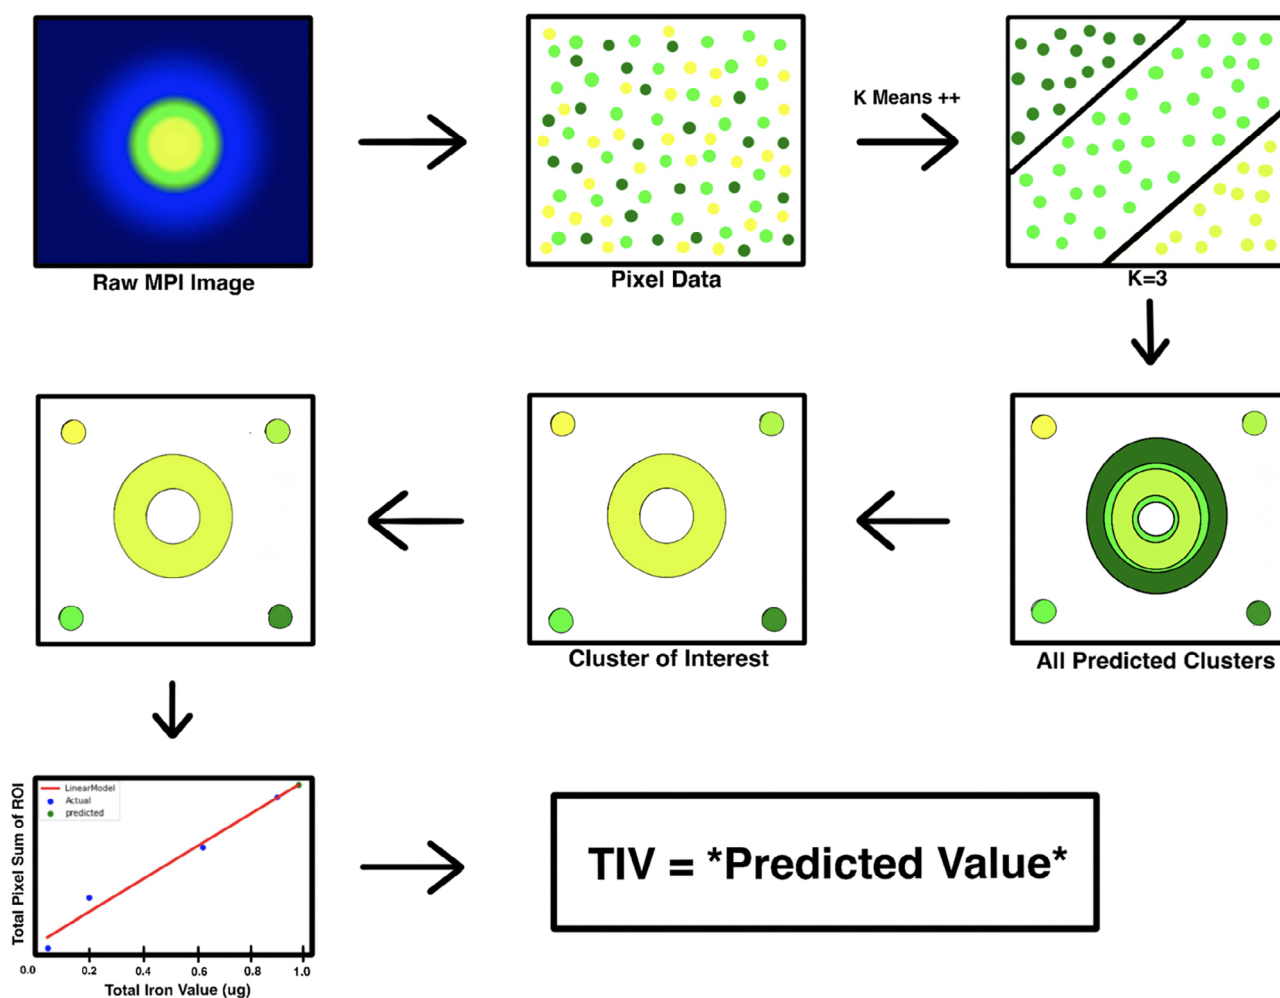 Raw MPI Image
Pixel Data
K Means ++
K=3
All Predicted Clusters
Cluster of Interest
Total Pixel Sum of ROI
LinearModel
Actual
predicted
0.0 0.2 0.4 0.6 0.8 1.0
Total Iron Value (ug)
TIV = *Predicted Value*